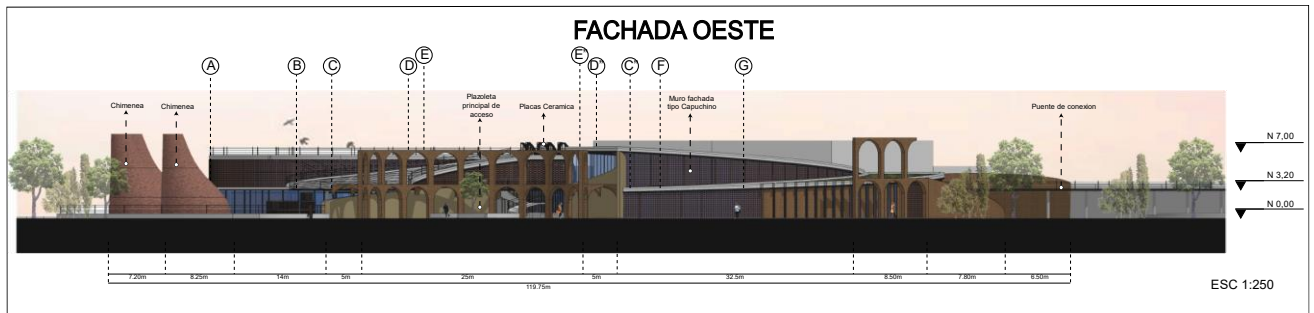 FACHADA OESTE
A
B
C
D
E
E'
D"
C"
F
G
Chimenea
Chimenea
Plazoleta
principal de
acceso
Placas Ceramica
Muro fachada
tipo Capuchino
Puente de conexion
N 7,00
N 3,20
N 0,00
7.20m
8.25m
14m
5m
25m
5m
32.5m
8.50m
7.80m
6.50m
119.75m
ESC 1:250